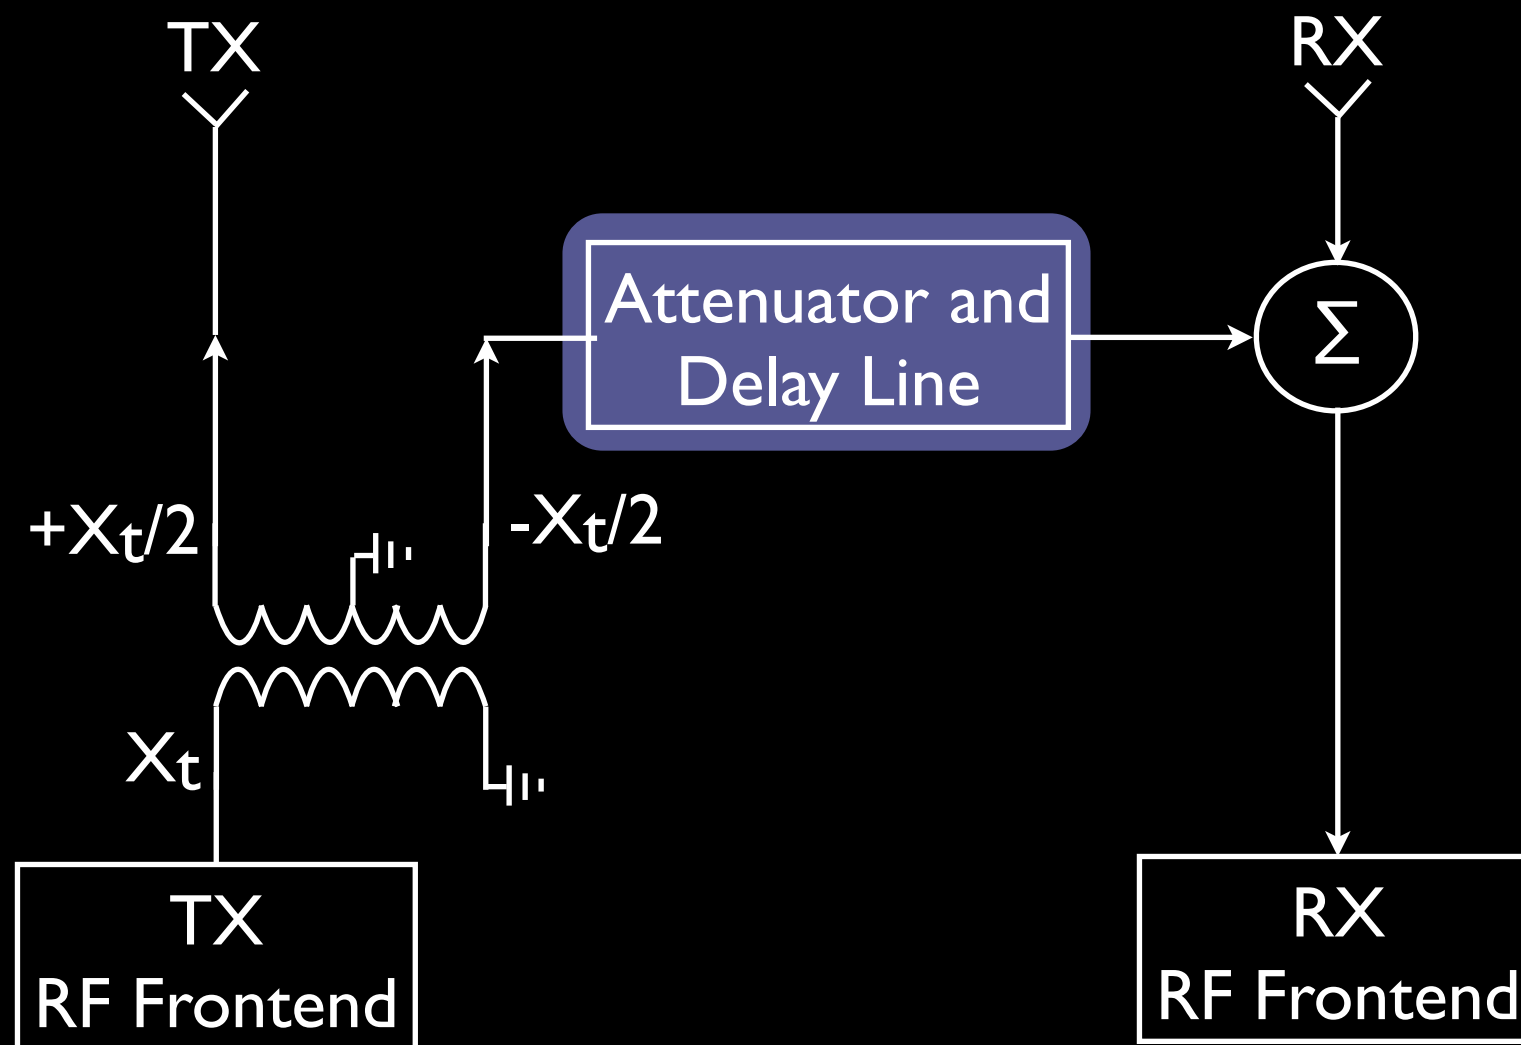 TX
RX
Attenuator and
Delay Line
Σ
+Xt/2
-Xt/2
Xt
TX
RF Frontend
RX
RF Frontend